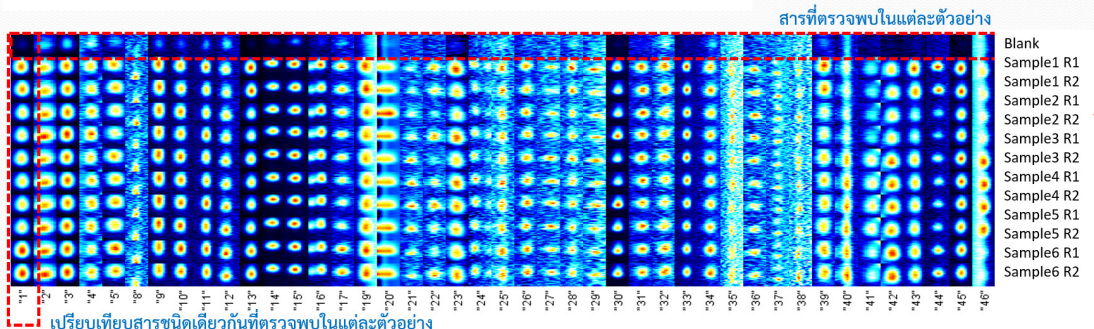 สารที่ตรวจพบในแต่ละตัวอย่าง
Blank
Sample1 R1
Sample1 R2
Sample2 R1
Sample2 R2
Sample3 R1
Sample3 R2
Sample4 R1
Sample4 R2
Sample5 R1
Sample5 R2
Sample6 R1
Sample6 R2
"1" "2" "3" "4" "5" "8" "9" "10" "11" "12" "13" "14" "15" "16" "17" "19" "20" "21" "22" "23" "24" "25" "26" "27" "28" "29" "30" "31" "32" "33" "34" "35" "36" "37" "38" "39" "40" "41" "42" "43" "44" "45" "46"
เปรียบเทียบสารชนิดเดียวกันที่ตรวจพบในแต่ละตัวอย่าง